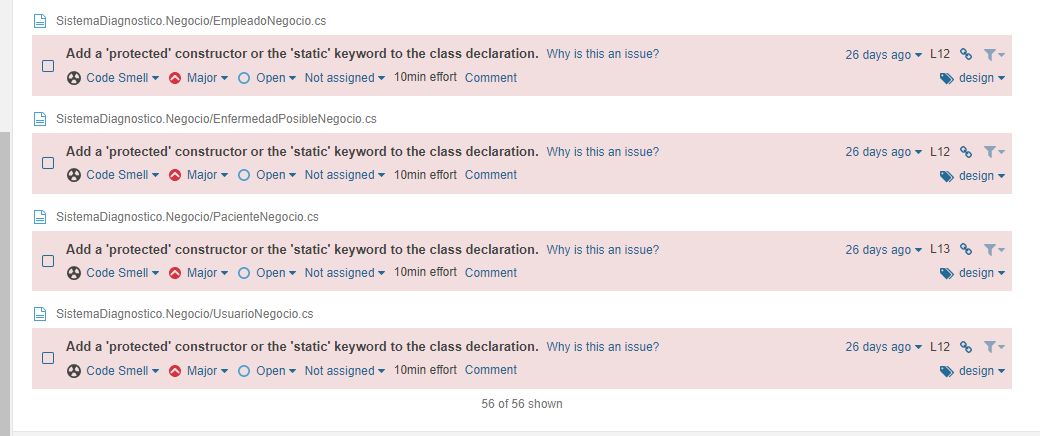 SistemaDiagnostico.Negocio/EmpleadoNegocio.cs
Add a 'protected' constructor or the 'static' keyword to the class declaration. Why is this an issue? 26 days ago L12
Code Smell Major Open Not assigned 10min effort Comment design
SistemaDiagnostico.Negocio/EnfermedadPosibleNegocio.cs
Add a 'protected' constructor or the 'static' keyword to the class declaration. Why is this an issue? 26 days ago L12
Code Smell Major Open Not assigned 10min effort Comment design
SistemaDiagnostico.Negocio/PacienteNegocio.cs
Add a 'protected' constructor or the 'static' keyword to the class declaration. Why is this an issue? 26 days ago L13
Code Smell Major Open Not assigned 10min effort Comment design
SistemaDiagnostico.Negocio/UsuarioNegocio.cs
Add a 'protected' constructor or the 'static' keyword to the class declaration. Why is this an issue? 26 days ago L12
Code Smell Major Open Not assigned 10min effort Comment design
56 of 56 shown